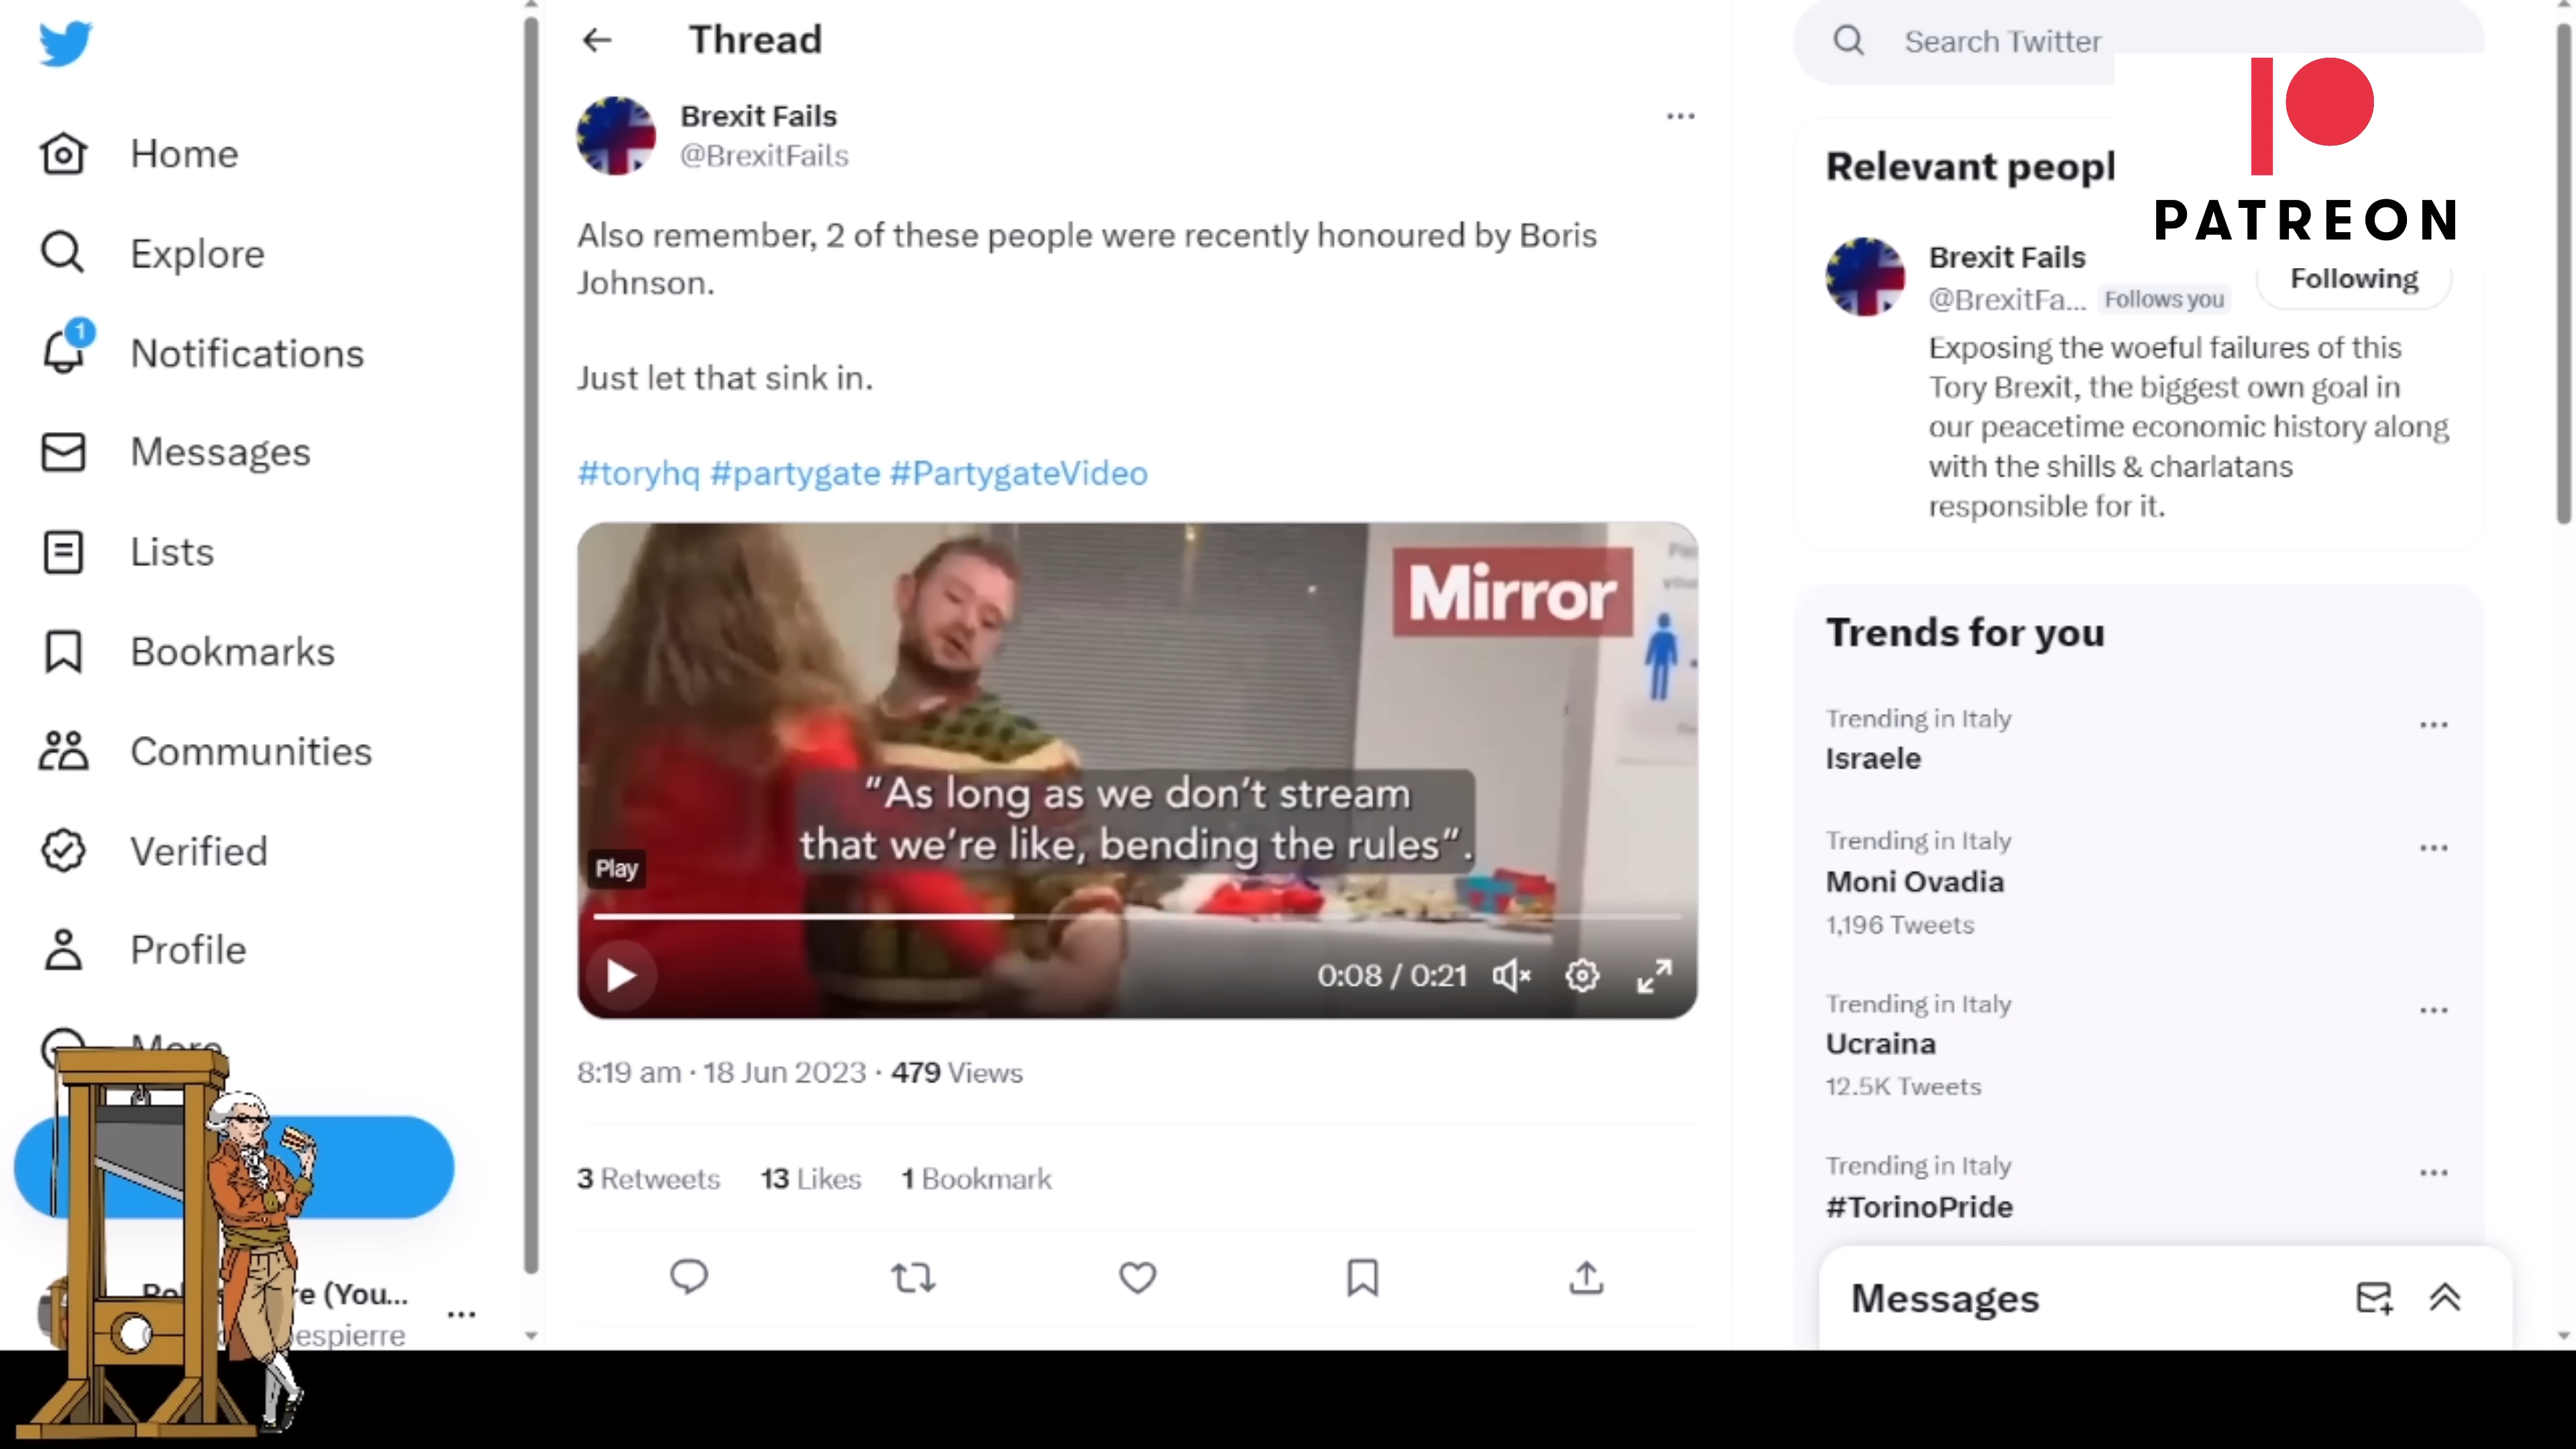 Home
Explore
1
Notifications
Messages
Lists
Bookmarks
Communities
Verified
Profile
More
re (You...
espierre
Thread
Brexit Fails
@BrexitFails
Also remember, 2 of these people were recently honoured by Boris
Johnson.
Just let that sink in.
#toryhq #partygate #PartygateVideo
Mirror
“As long as we don’t stream
that we’re like, bending the rules”.
Play
0:08 / 0:21
8:19 am · 18 Jun 2023 · 479 Views
3 Retweets 13 Likes 1 Bookmark
Search Twitter
PATREON
Relevant peopl
Brexit Fails
@BrexitFa... Follows you
Following
Exposing the woeful failures of this
Tory Brexit, the biggest own goal in
our peacetime economic history along
with the shills & charlatans
responsible for it.
Trends for you
Trending in Italy
Israele
Trending in Italy
Moni Ovadia
1,196 Tweets
Trending in Italy
Ucraina
12.5K Tweets
Trending in Italy
#TorinoPride
Messages